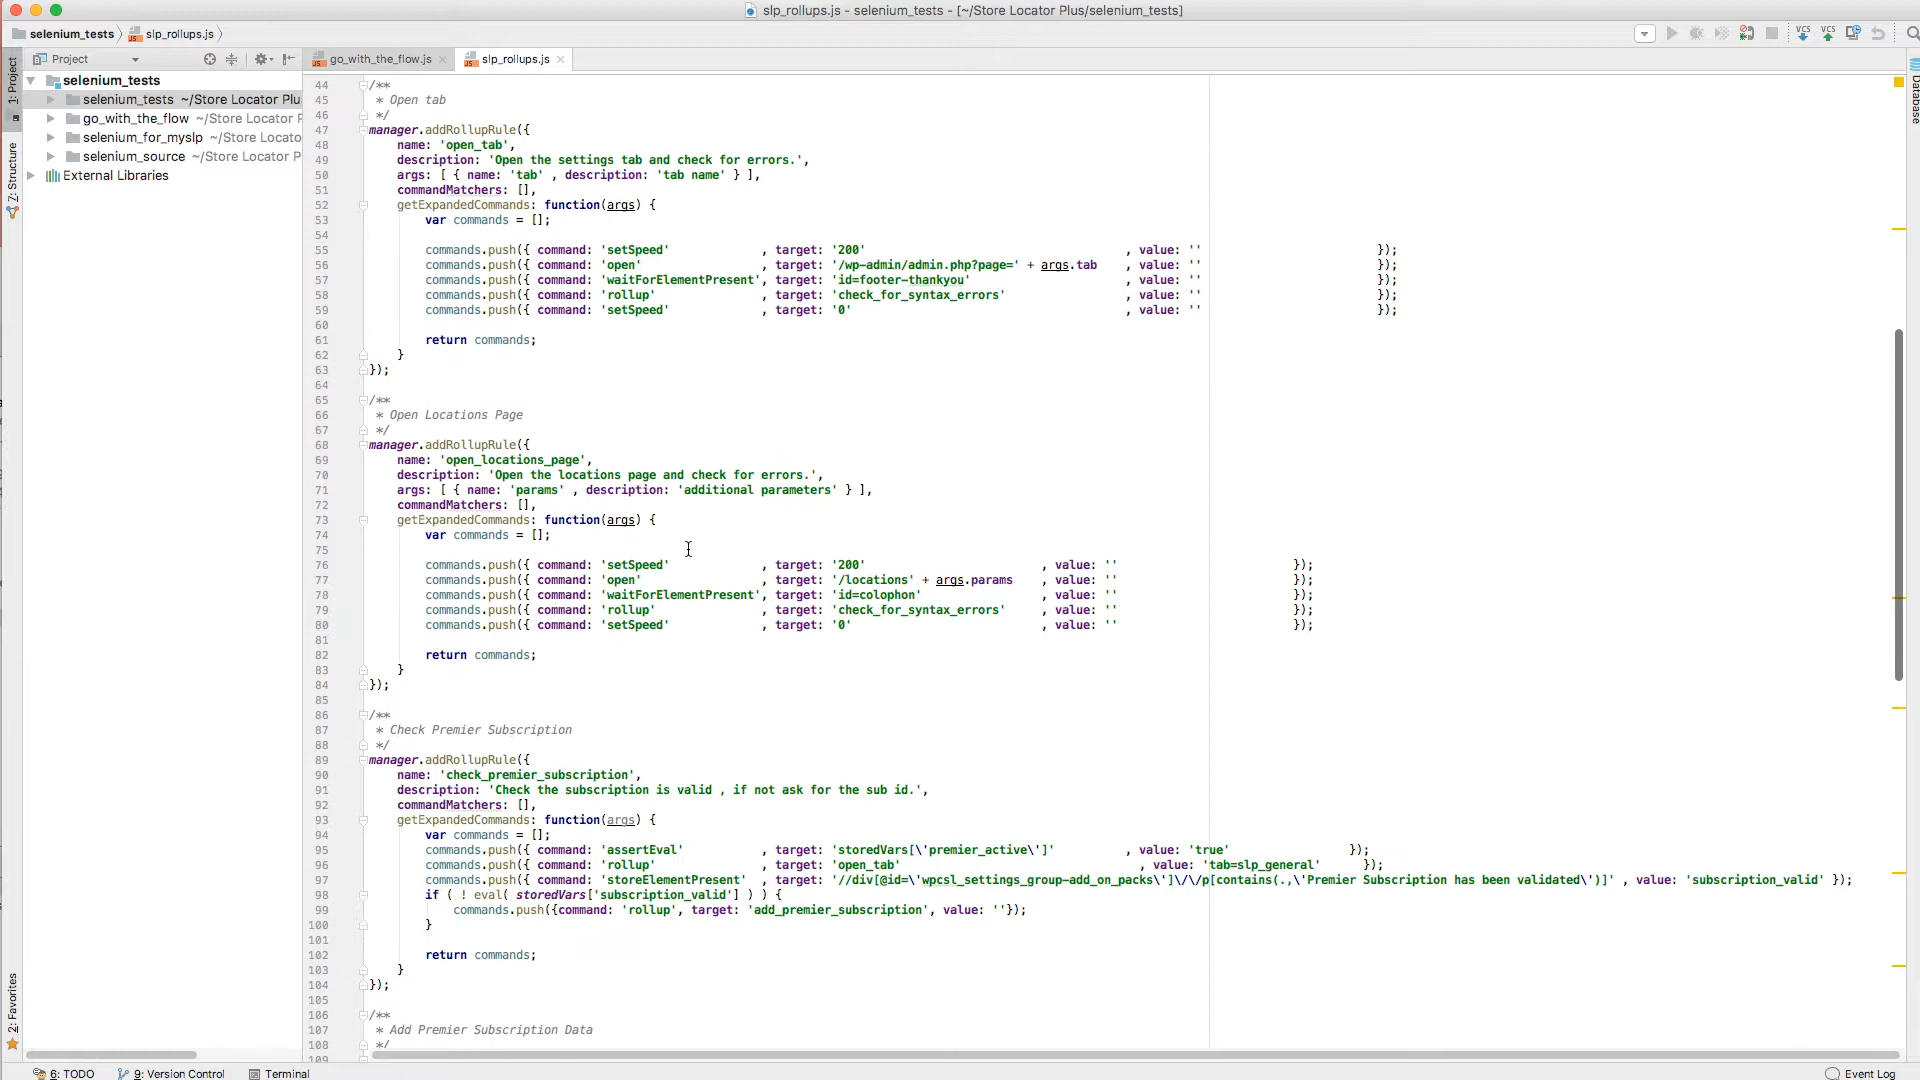 slp_rollups.js - selenium_tests - [~/Store Locator Plus/selenium_tests]
selenium_tests slp_rollups.js
1: Project
Project
go_with_the_flow.js
slp_rollups.js
selenium_tests
selenium_tests ~/Store Locator Plu
go_with_the_flow ~/Store Locator F
selenium_for_myslp ~/Store Locato
selenium_source ~/Store Locator P
External Libraries
7: Structure
2: Favorites
Database
44 /**
45 * Open tab
46 */
47 manager.addRollupRule({
48 name: 'open_tab',
49 description: 'Open the settings tab and check for errors.',
50 args: [ { name: 'tab' , description: 'tab name' } ],
51 commandMatchers: [],
52 getExpandedCommands: function(args) {
53 var commands = [];
54
55 commands.push({ command: 'setSpeed' , target: '200' , value: '' });
56 commands.push({ command: 'open' , target: '/wp-admin/admin.php?page=' + args.tab , value: '' });
57 commands.push({ command: 'waitForElementPresent', target: 'id=footer-thankyou' , value: '' });
58 commands.push({ command: 'rollup' , target: 'check_for_syntax_errors' , value: '' });
59 commands.push({ command: 'setSpeed' , target: '0' , value: '' });
60
61 return commands;
62 }
63 });
64
65 /**
66 * Open Locations Page
67 */
68 manager.addRollupRule({
69 name: 'open_locations_page',
70 description: 'Open the locations page and check for errors.',
71 args: [ { name: 'params' , description: 'additional parameters' } ],
72 commandMatchers: [],
73 getExpandedCommands: function(args) {
74 var commands = [];
75
76 commands.push({ command: 'setSpeed' , target: '200' , value: '' });
77 commands.push({ command: 'open' , target: '/locations' + args.params , value: '' });
78 commands.push({ command: 'waitForElementPresent', target: 'id=colophon' , value: '' });
79 commands.push({ command: 'rollup' , target: 'check_for_syntax_errors' , value: '' });
80 commands.push({ command: 'setSpeed' , target: '0' , value: '' });
81
82 return commands;
83 }
84 });
85
86 /**
87 * Check Premier Subscription
88 */
89 manager.addRollupRule({
90 name: 'check_premier_subscription',
91 description: 'Check the subscription is valid , if not ask for the sub id.',
92 commandMatchers: [],
93 getExpandedCommands: function(args) {
94 var commands = [];
95 commands.push({ command: 'assertEval' , target: 'storedVars[\'premier_active\']' , value: 'true' });
96 commands.push({ command: 'rollup' , target: 'open_tab' , value: 'tab=slp_general' });
97 commands.push({ command: 'storeElementPresent' , target: '//div[@id=\'wpcsl_settings_group-add_on_packs\']\/\/p[contains(.,\'Premier Subscription has been validated\')]' , value: 'subscription_valid' });
98 if ( ! eval( storedVars['subscription_valid'] ) ) {
99 commands.push({command: 'rollup', target: 'add_premier_subscription', value: ''});
100 }
101
102 return commands;
103 }
104 });
105
106 /**
107 * Add Premier Subscription Data
108 */
109
6: TODO 9: Version Control Terminal Event Log